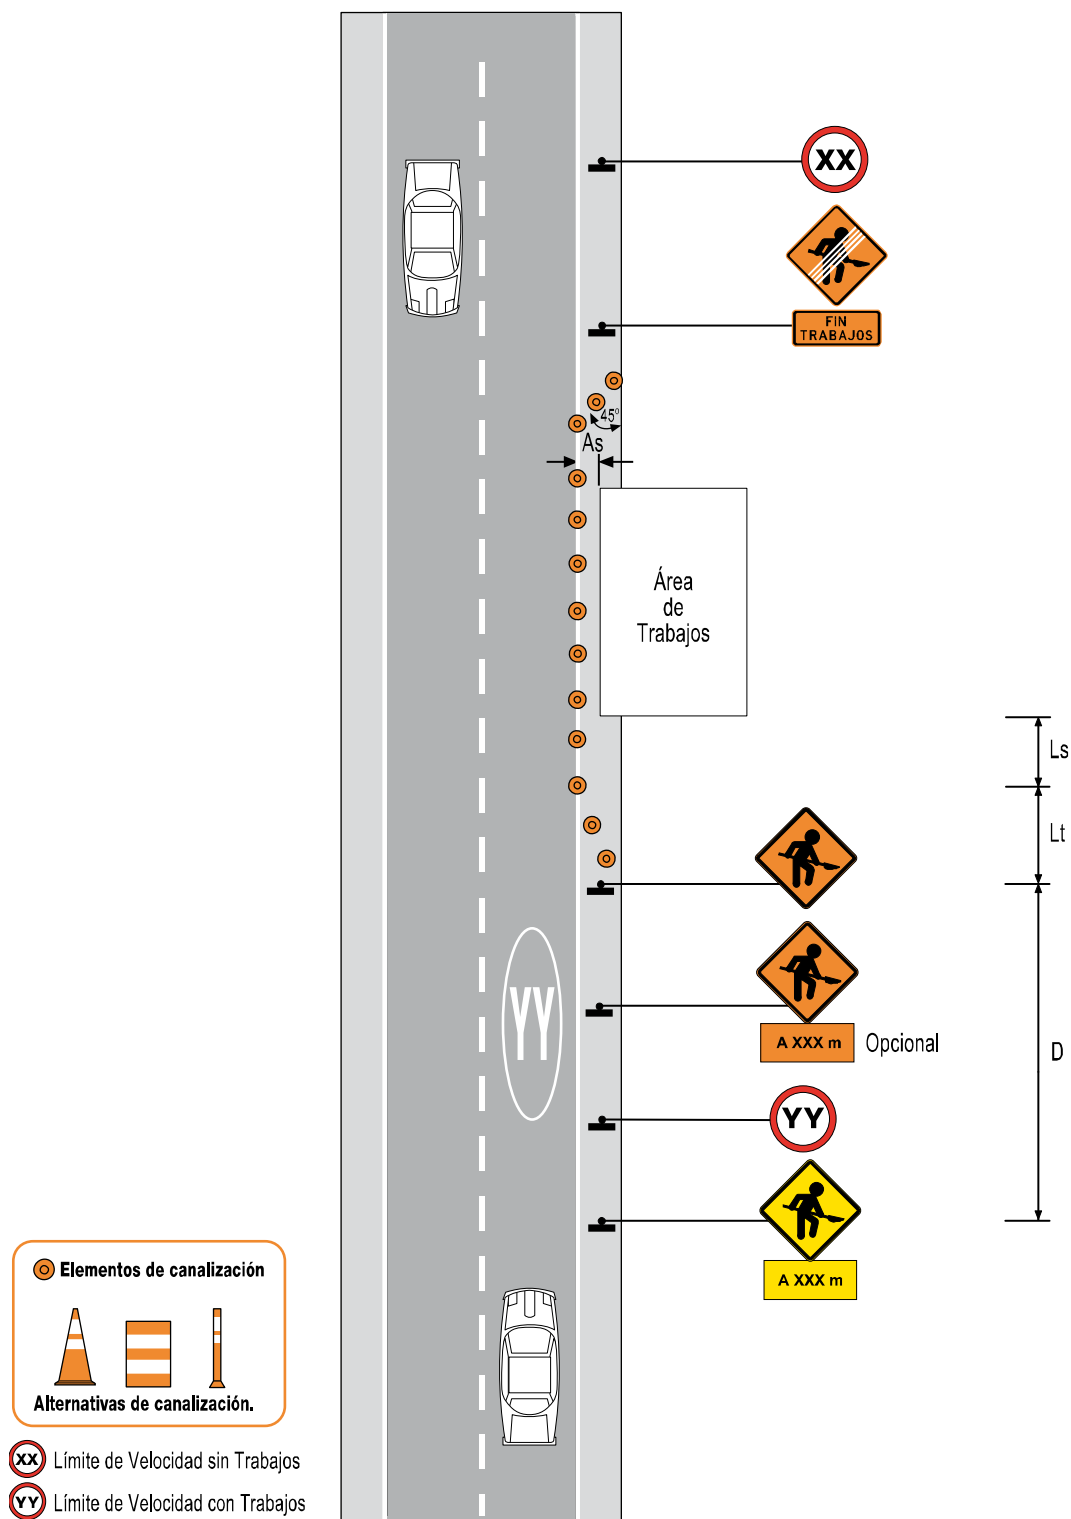 XX
FIN
TRABAJOS
45º
As
Área
de
Trabajos
Ls
Lt
YY
A XXX m
Opcional
D
YY
A XXX m
Elementos de canalización
Alternativas de canalización.
XX Límite de Velocidad sin Trabajos
YY Límite de Velocidad con Trabajos